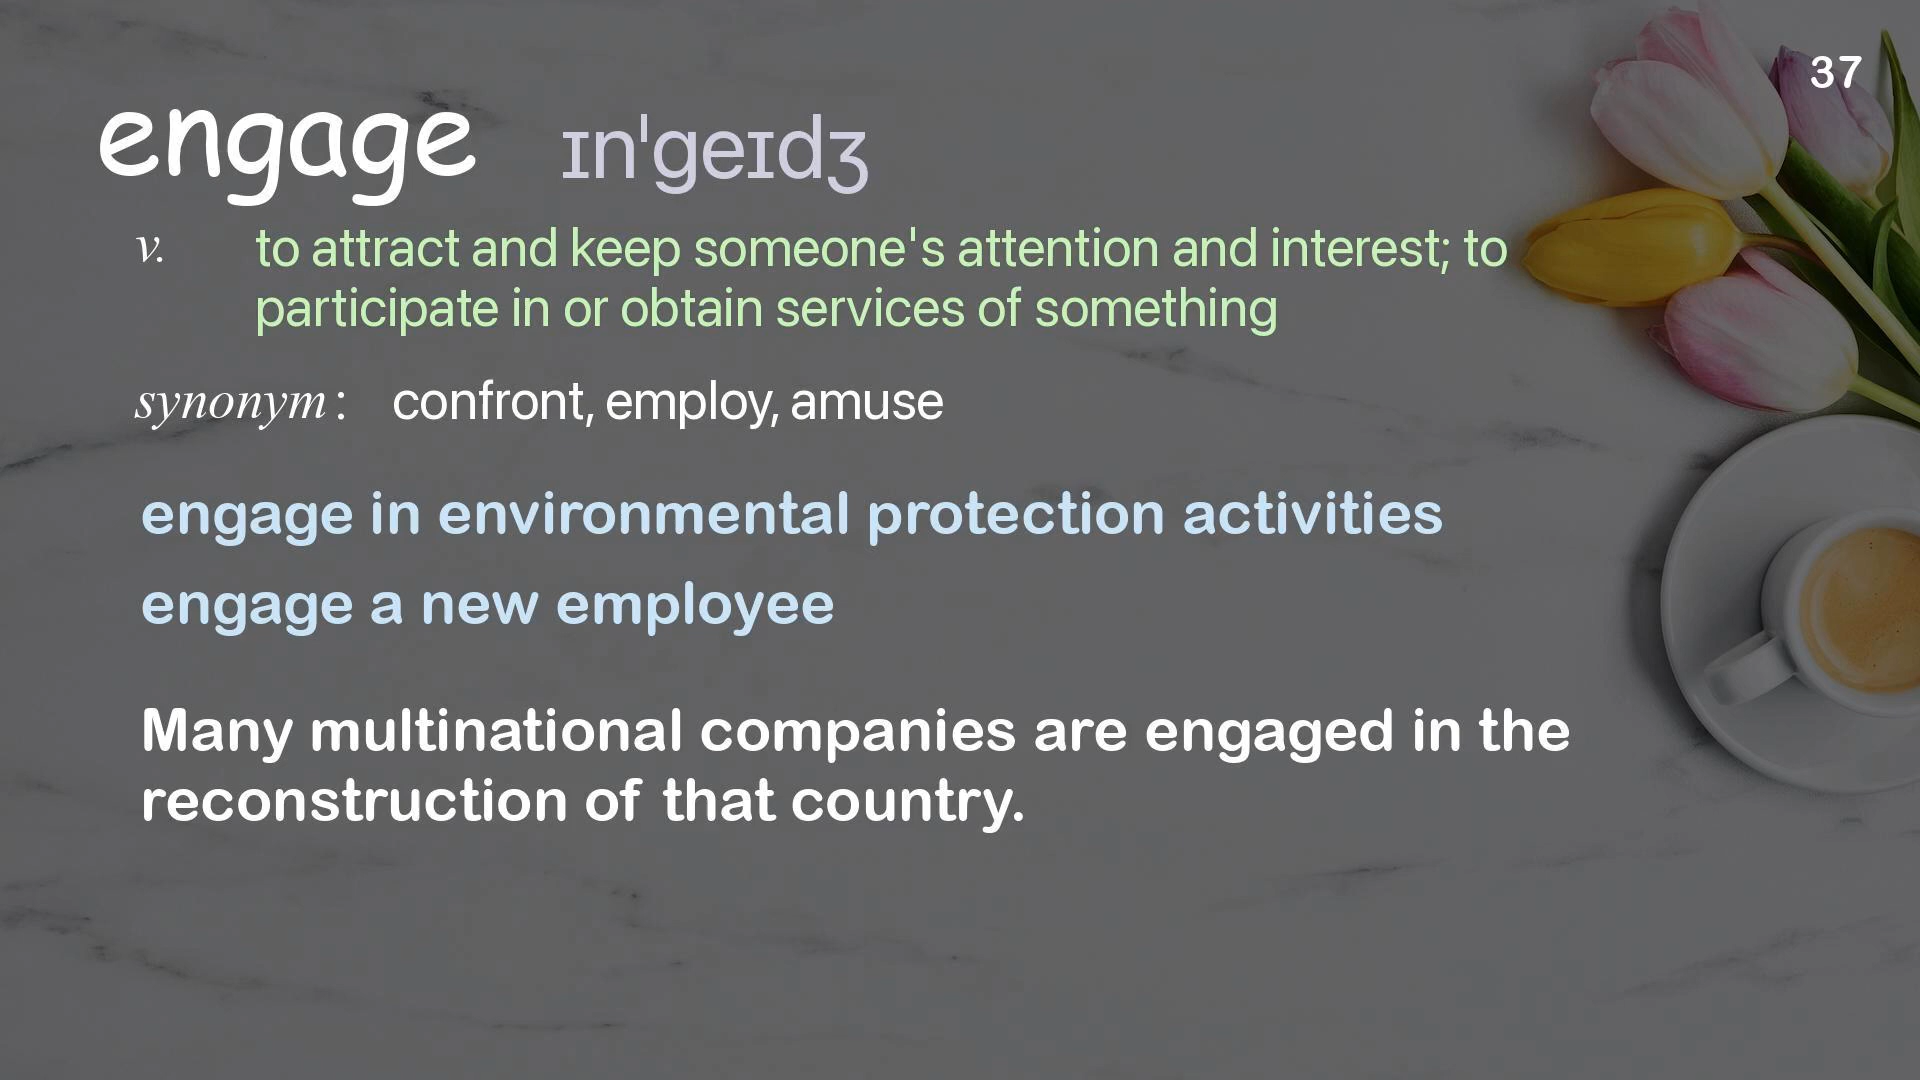 37
engage ɪnˈɡeɪdʒ
v. to attract and keep someone's attention and interest; to
participate in or obtain services of something
synonym: confront, employ, amuse
engage in environmental protection activities
engage a new employee
Many multinational companies are engaged in the
reconstruction of that country.